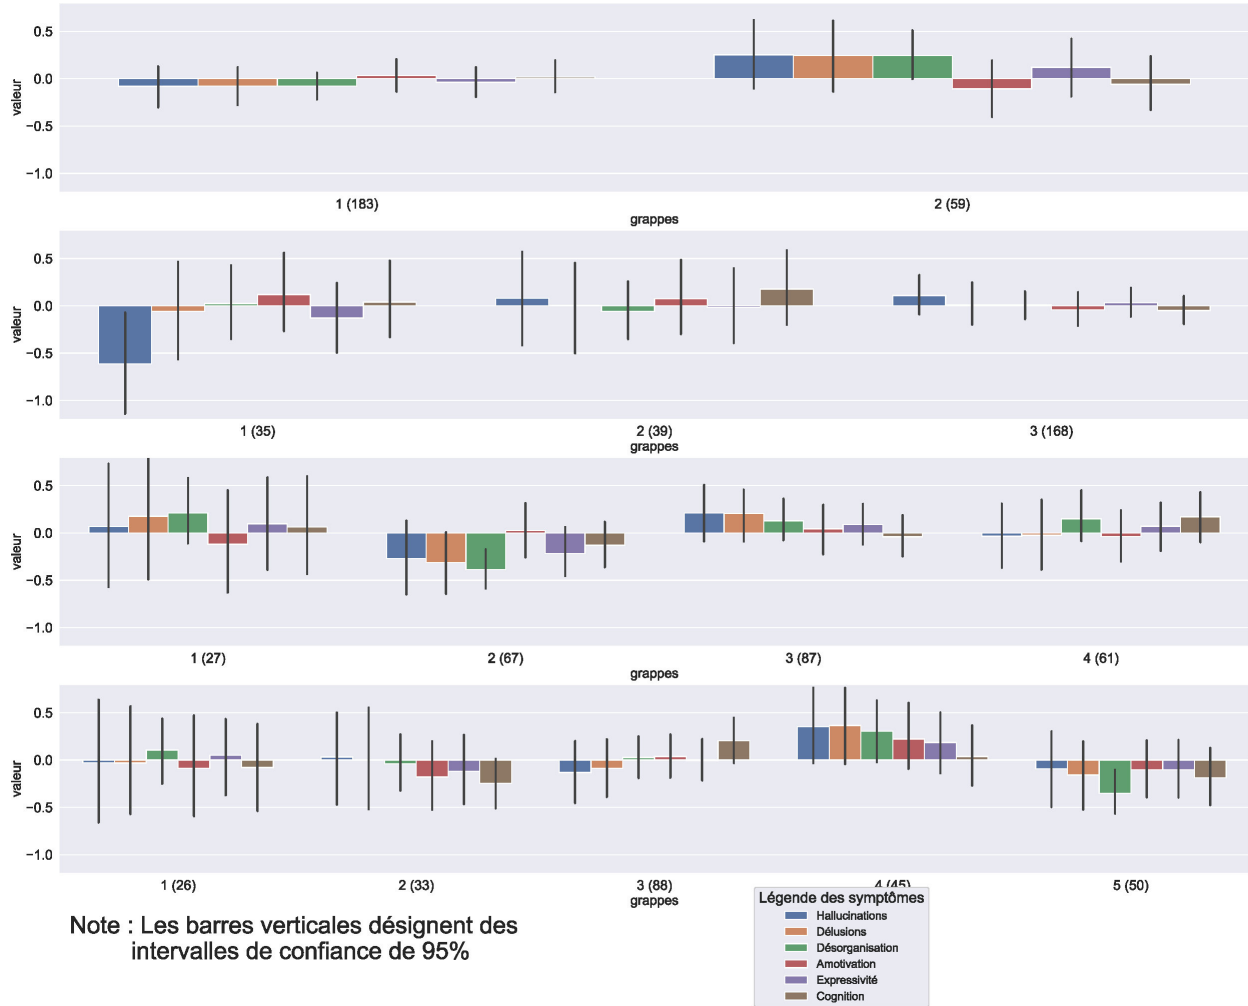 0.5
0.0
−0.5
−1.0
valeur
1 (183)
2 (59)
grappes
0.5
0.0
−0.5
−1.0
valeur
1 (35)
2 (39)
3 (168)
grappes
0.5
0.0
−0.5
−1.0
valeur
1 (27)
2 (67)
3 (87)
4 (61)
grappes
0.5
0.0
−0.5
−1.0
valeur
1 (26)
2 (33)
3 (88)
4 (45)
5 (50)
grappes
Note : Les barres verticales désignent des
intervalles de confiance de 95%
Légende des symptômes
Hallucinations
Délusions
Désorganisation
Amotivation
Expressivité
Cognition